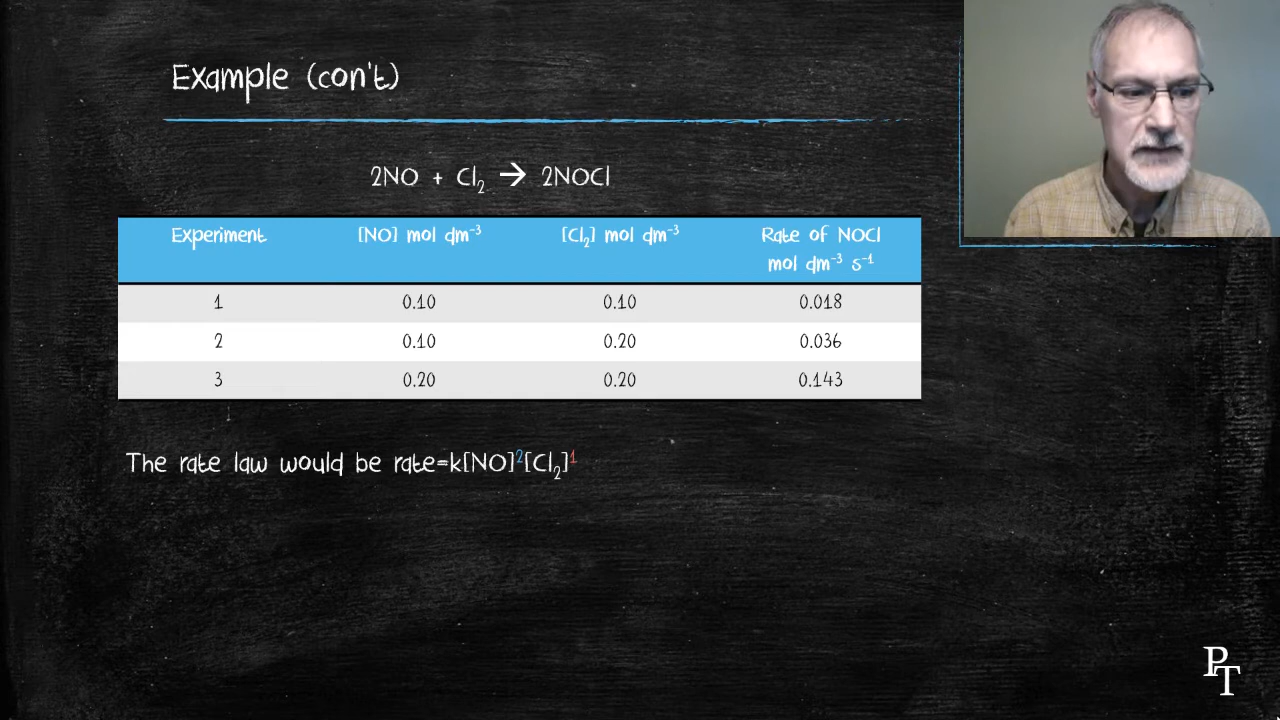 Example (con't)
2NO + Cl₂ → 2NOCl
Experiment [NO] mol dm⁻³ [Cl₂] mol dm⁻³ Rate of NOCl mol dm⁻³ s⁻¹
1 0.10 0.10 0.018
2 0.10 0.20 0.036
3 0.20 0.20 0.143
The rate law would be rate=k[NO]²[Cl₂]¹
PT